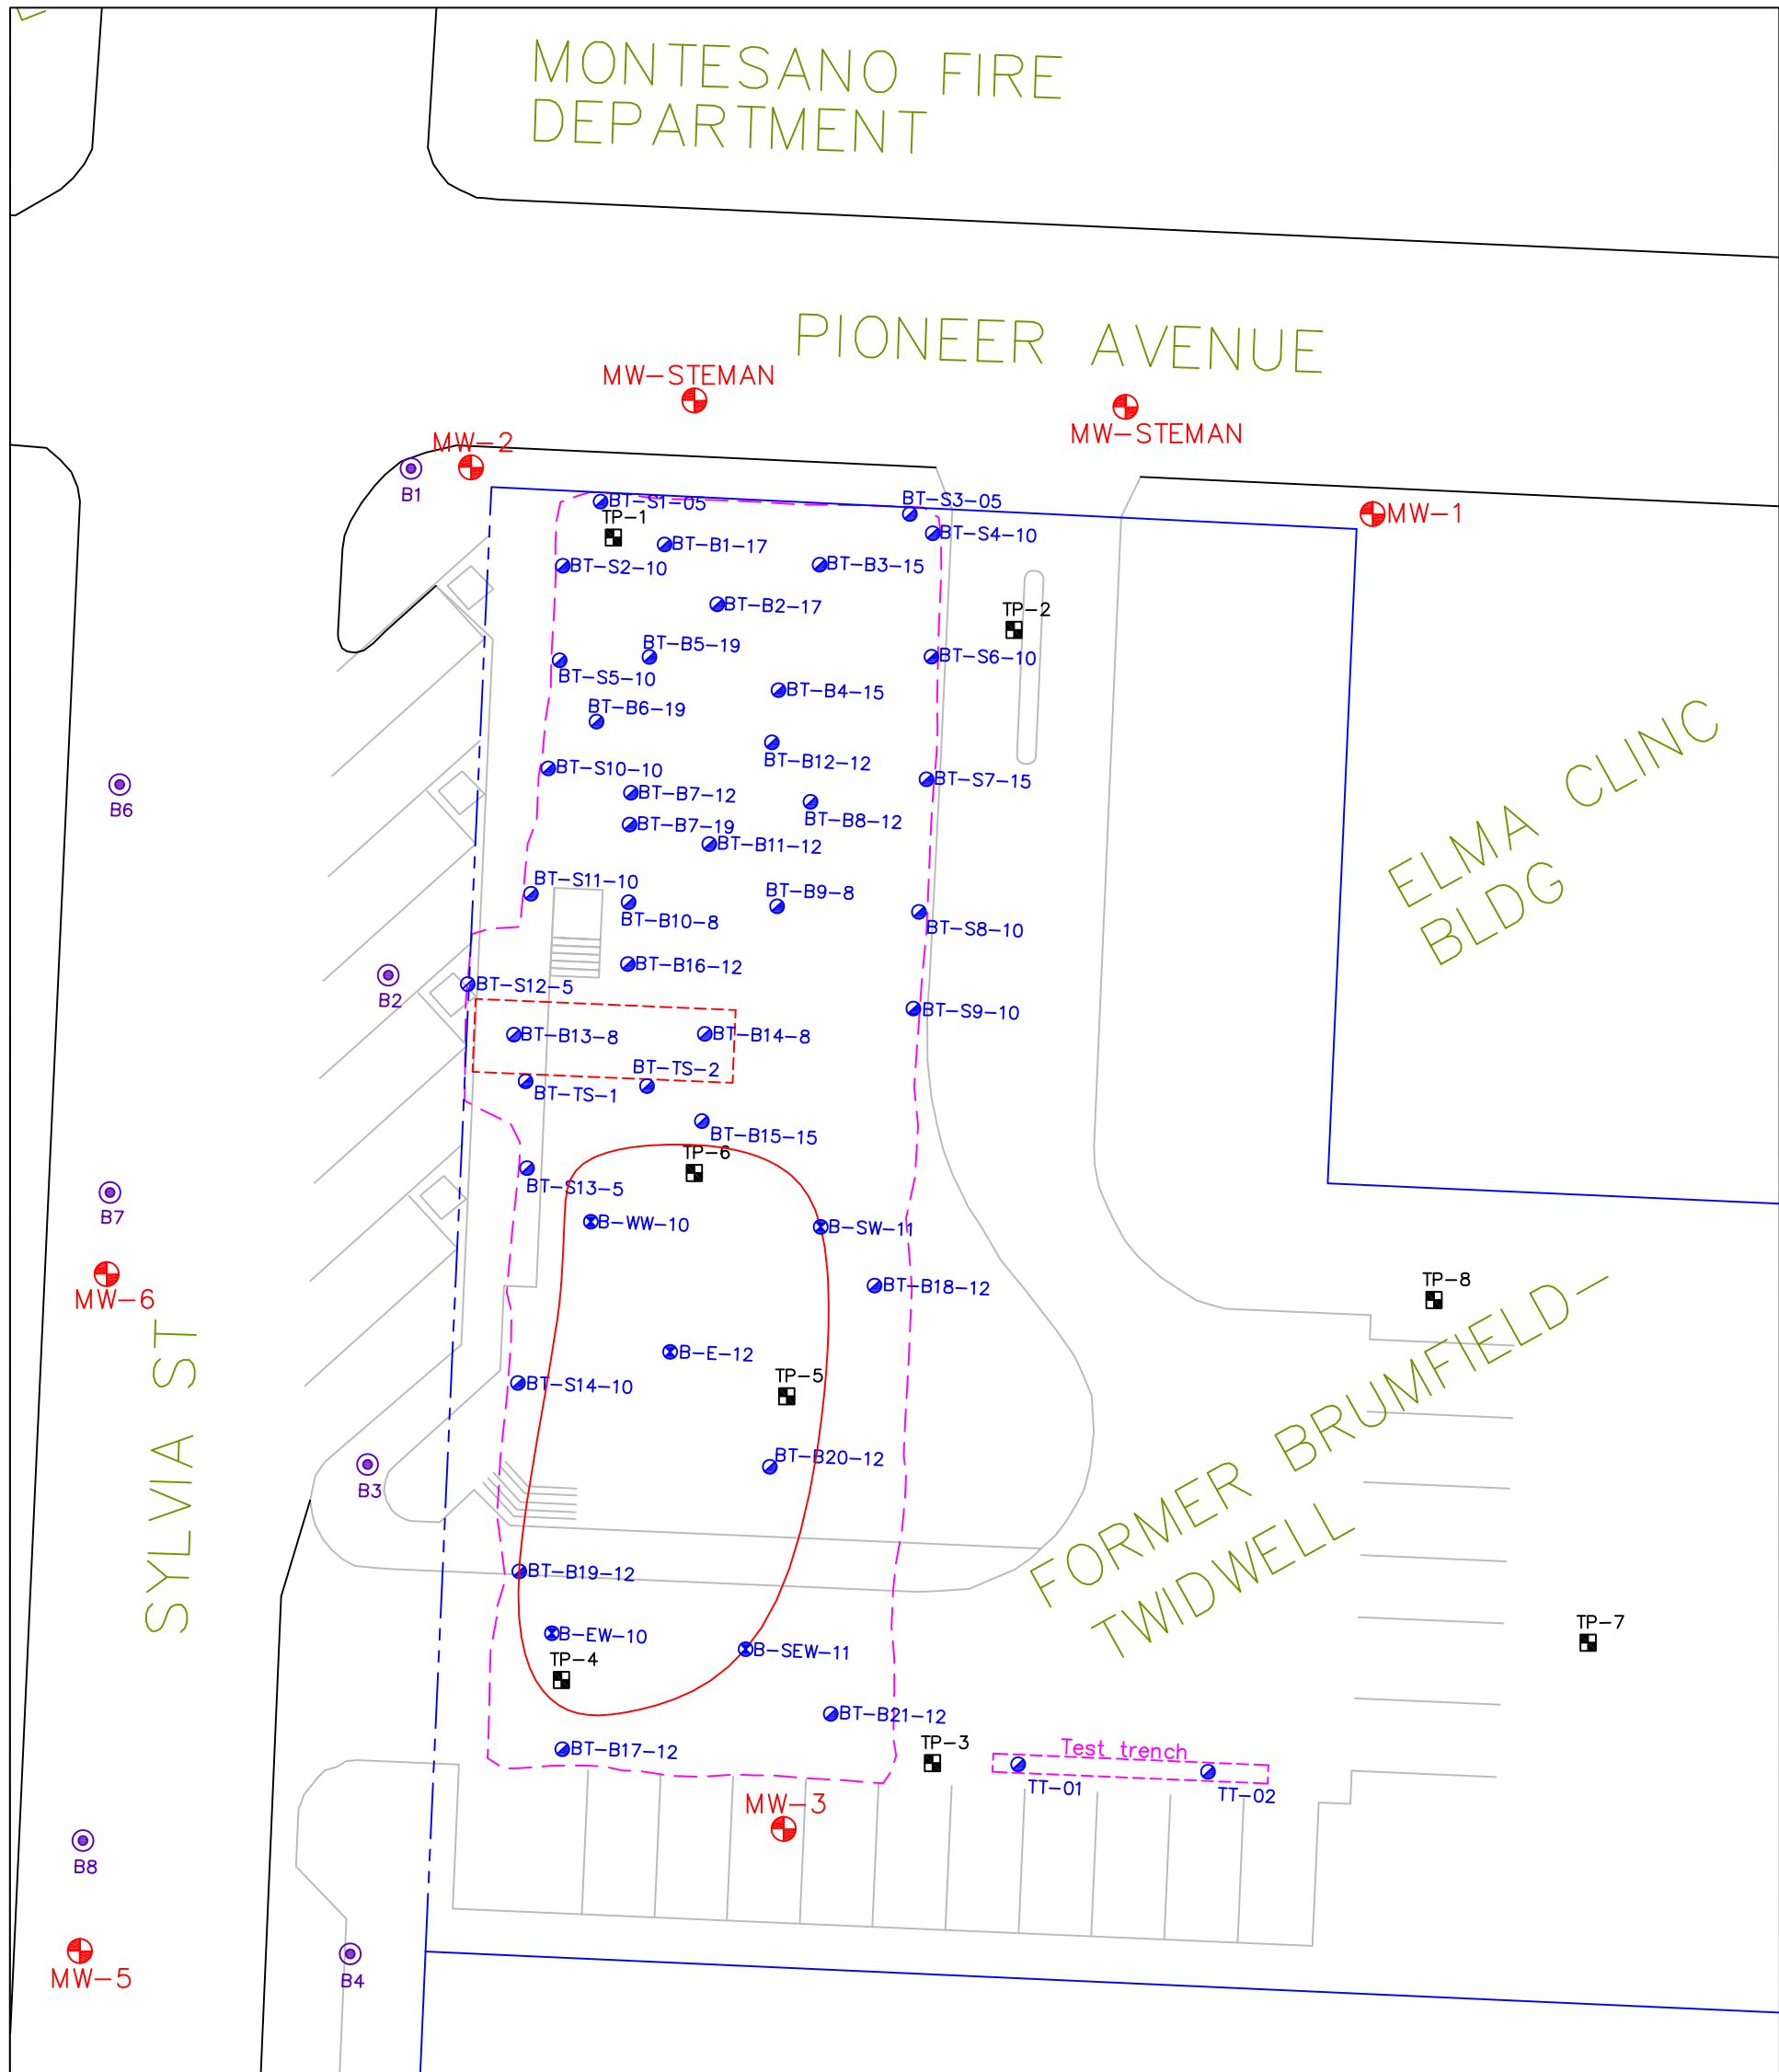 MONTESANO FIRE
DEPARTMENT
PIONEER AVENUE
MW-STEMAN
MW-STEMAN
MW-2
B1
MW-1
BT-S1-05
BT-S3-05
TP-1
BT-S4-10
BT-B1-17
BT-S2-10
BT-B3-15
BT-B2-17
TP-2
BT-B5-19
BT-S6-10
BT-S5-10
BT-B4-15
BT-B6-19
BT-B12-12
BT-S10-10
BT-S7-15
B6
BT-B7-12
BT-B8-12
BT-B7-19
BT-B11-12
ELMA CLINC
BLDG
BT-S11-10
BT-B9-8
BT-B10-8
BT-S8-10
BT-B16-12
B2
BT-S12-5
BT-S9-10
BT-B13-8
BT-B14-8
BT-TS-2
BT-TS-1
BT-B15-15
TP-6
BT-S13-5
B7
B-WW-10
B-SW-11
MW-6
BT-B18-12
TP-8
B-E-12
TP-5
BT-S14-10
SYLVIA ST
BT-B20-12
B3
FORMER BRUMFIELD-
TWIDWELL
BT-B19-12
B-EW-10
B-SEW-11
TP-4
TP-7
BT-B21-12
BT-B17-12
TP-3
Test trench
TT-01
TT-02
MW-3
B8
MW-5
B4